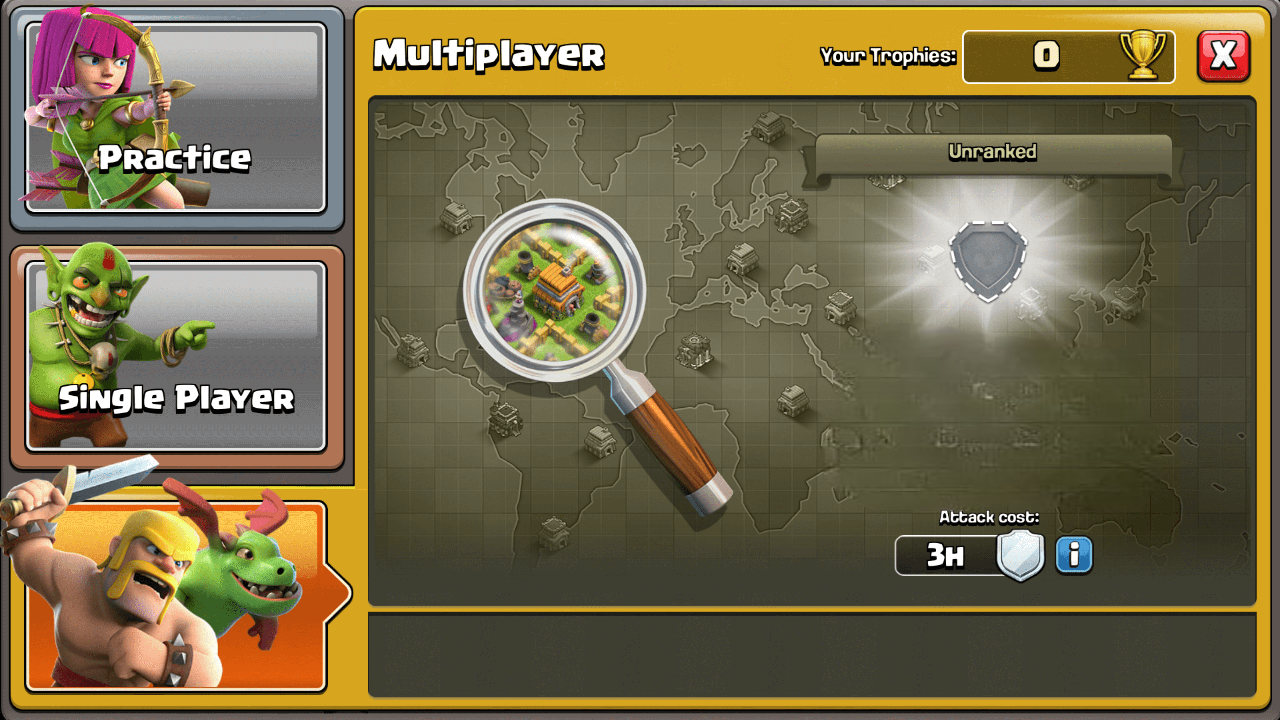 Practice
Single Player
Multiplayer
Your Trophies: 0
X
Unranked
Attack cost:
3H
i